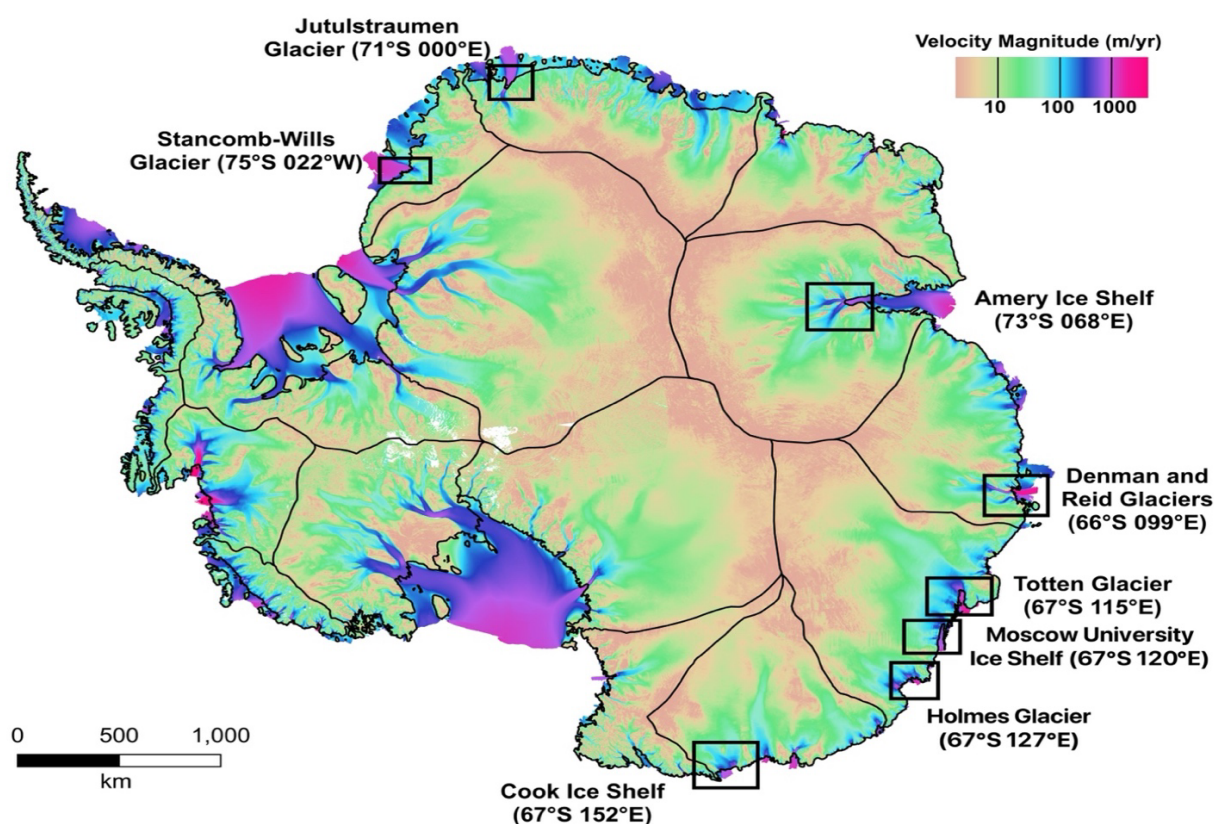 Jutulstraumen
Glacier (71°S 000°E)
Velocity Magnitude (m/yr)
10 100 1000
Stancomb-Wills
Glacier (75°S 022°W)
Amery Ice Shelf
(73°S 068°E)
Denman and
Reid Glaciers
(66°S 099°E)
Totten Glacier
(67°S 115°E)
Moscow University
Ice Shelf (67°S 120°E)
Holmes Glacier
(67°S 127°E)
0 500 1,000
km
Cook Ice Shelf
(67°S 152°E)